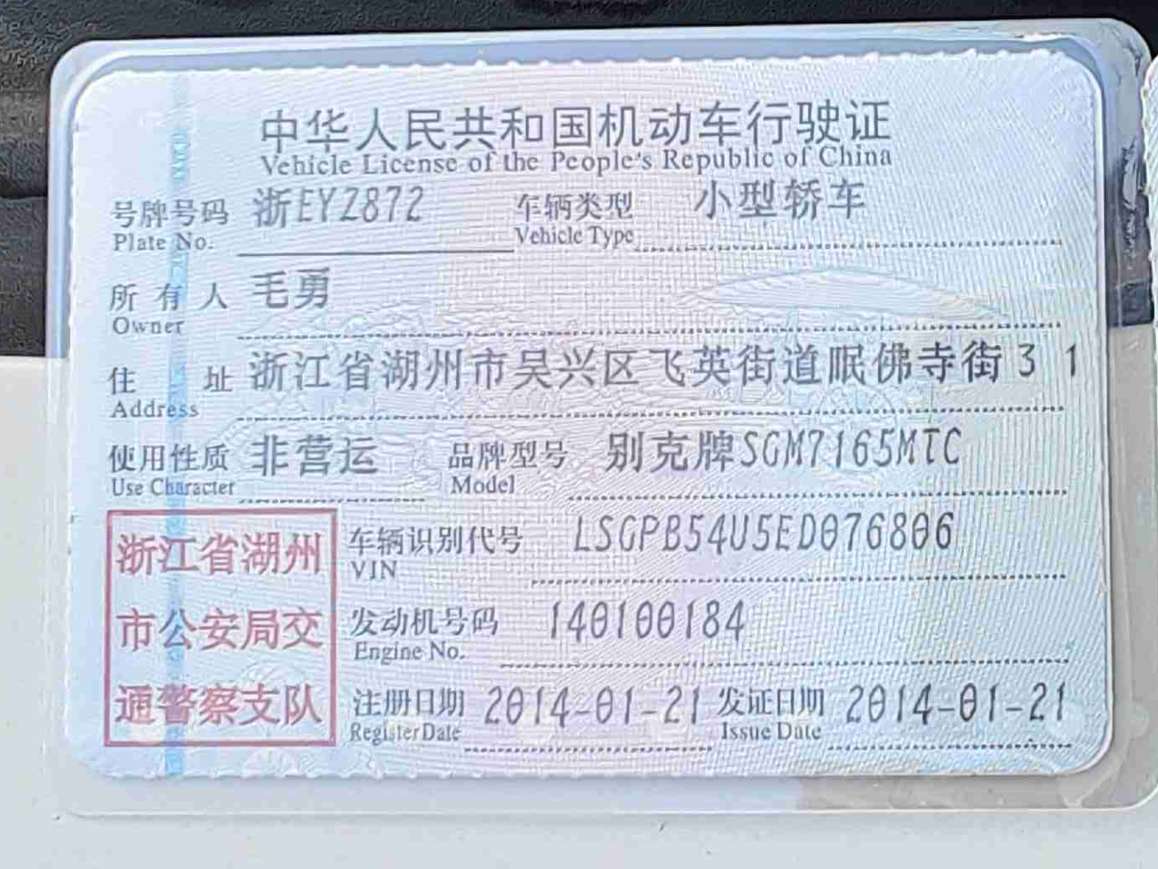 中华人民共和国机动车行驶证
Vehicle License of the People's Republic of China
号牌号码 浙EYZ872 车辆类型 小型轿车
Plate No. Vehicle Type
所有人 毛勇
Owner
住址 浙江省湖州市吴兴区飞英街道眠佛寺街31
Address
使用性质 非营运 品牌型号 别克牌SGM7165MTC
Use Character Model
浙江省湖州
市公安局交
通警察支队
车辆识别代号 LSGPB54U5ED076806
VIN
发动机号码 140100184
Engine No.
注册日期 2014-01-21 发证日期 2014-01-21
Register Date Issue Date